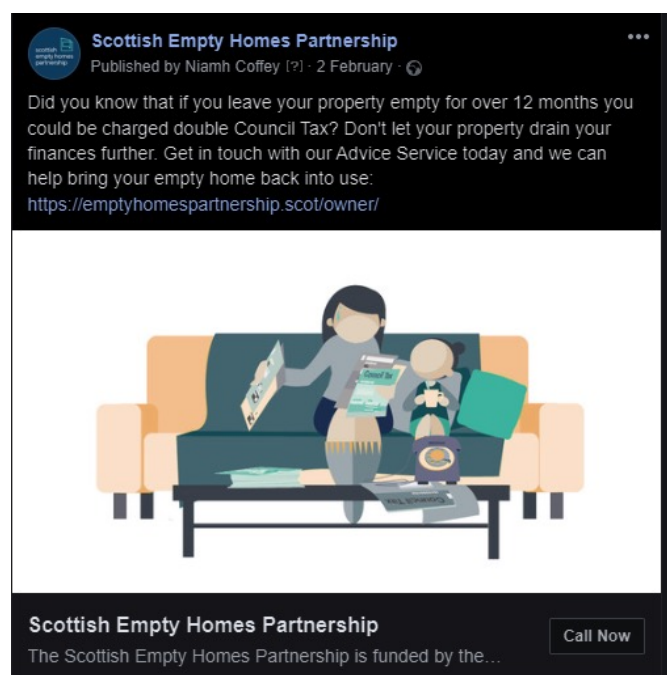 scottish
empty homes
partnership
Scottish Empty Homes Partnership
Published by Niamh Coffey [?] · 2 February ·
Did you know that if you leave your property empty for over 12 months you
could be charged double Council Tax? Don't let your property drain your
finances further. Get in touch with our Advice Service today and we can
help bring your empty home back into use:
https://emptyhomespartnership.scot/owner/
Council Tax
Council Tax
Scottish Empty Homes Partnership
The Scottish Empty Homes Partnership is funded by the...
Call Now